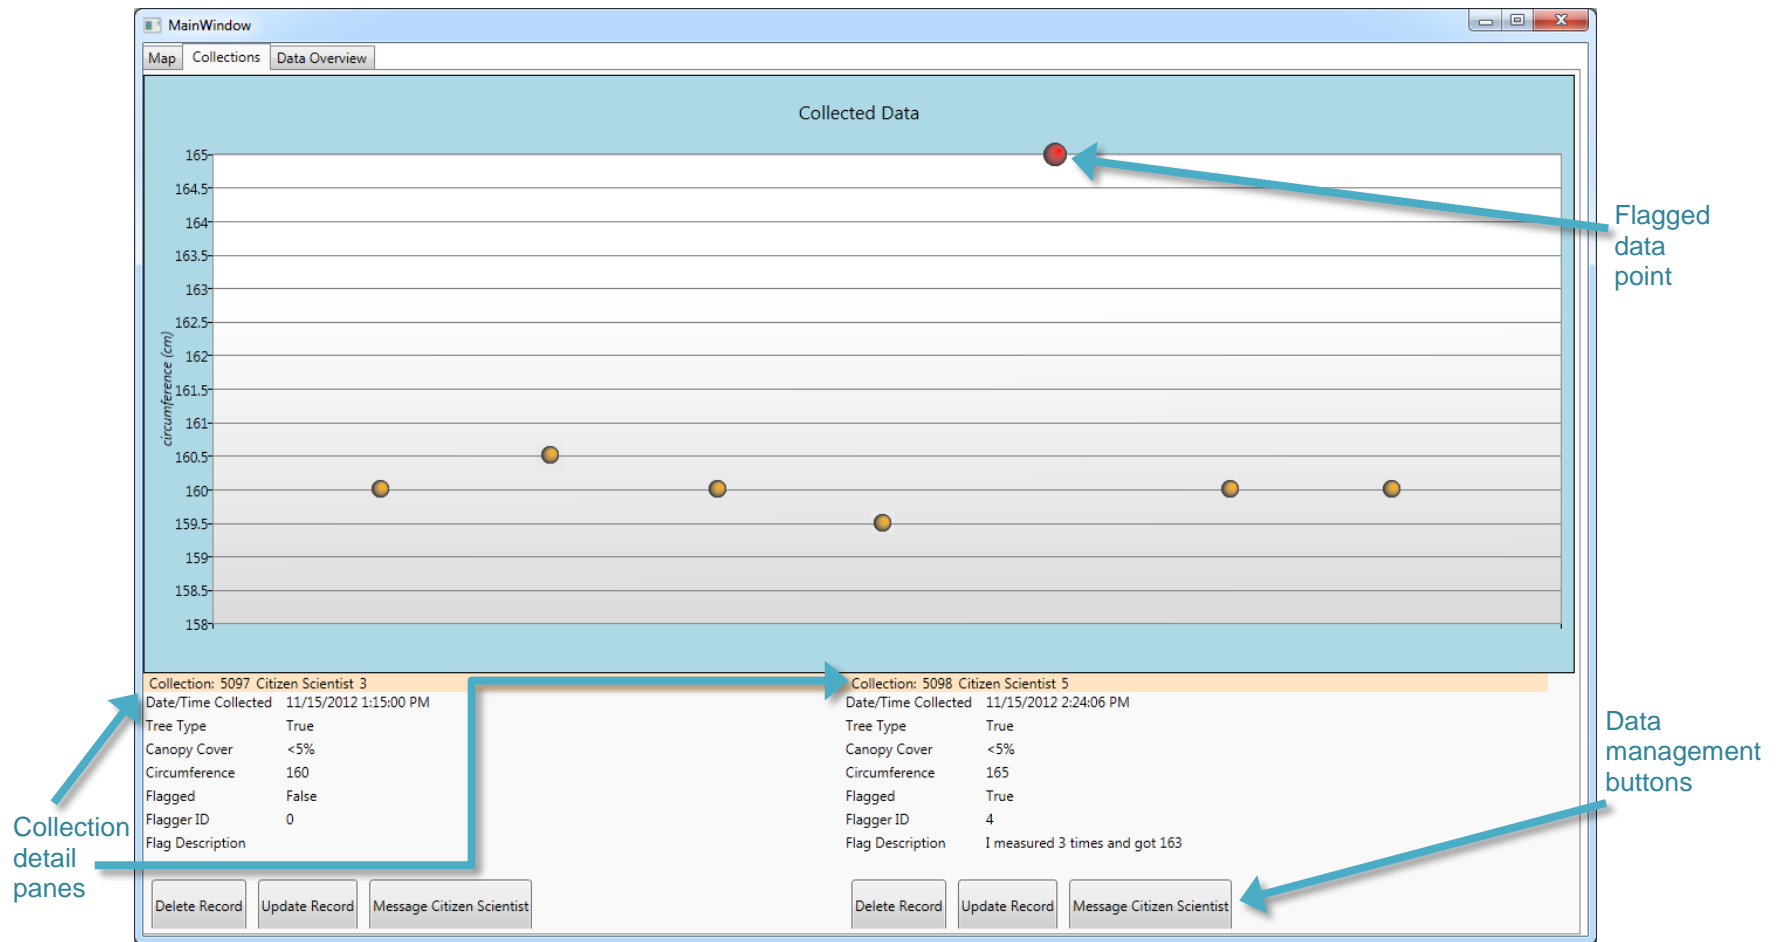 MainWindow
Map
Collections
Data Overview
Collected Data
165
164.5
164
163.5
163
162.5
162
161.5
161
160.5
160
159.5
159
158.5
158
circumference (cm)
Flagged
data
point
Collection: 5097 Citizen Scientist 3
Date/Time Collected 11/15/2012 1:15:00 PM
Tree Type True
Canopy Cover <5%
Circumference 160
Flagged False
Flagger ID 0
Flag Description
Delete Record
Update Record
Message Citizen Scientist
Collection: 5098 Citizen Scientist 5
Date/Time Collected 11/15/2012 2:24:06 PM
Tree Type True
Canopy Cover <5%
Circumference 165
Flagged True
Flagger ID 4
Flag Description I measured 3 times and got 163
Delete Record
Update Record
Message Citizen Scientist
Collection
detail
panes
Data
management
buttons